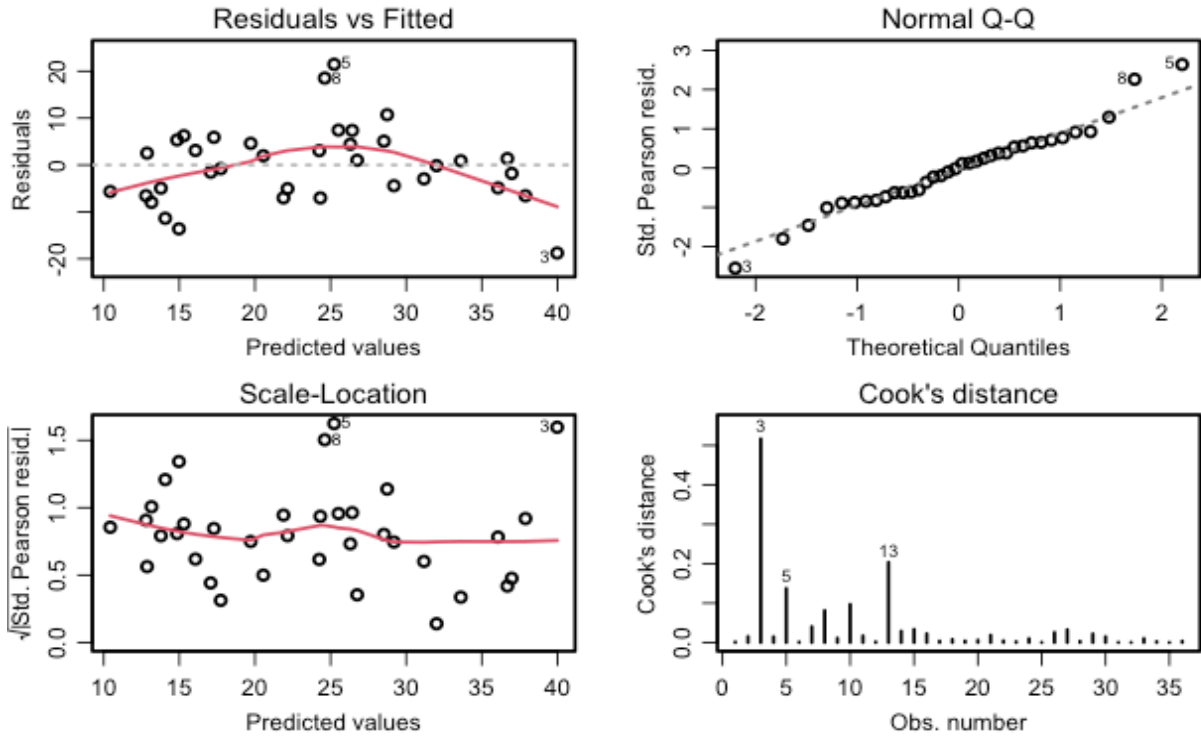 Residuals vs Fitted
Residuals
20
10
0
-20
5
8
3
10 15 20 25 30 35 40
Predicted values
Normal Q-Q
Std. Pearson resid.
3
2
1
0
-2
8
5
3
-2 -1 0 1 2
Theoretical Quantiles
Scale-Location
√|Std. Pearson resid.|
1.5
1.0
0.5
0.0
5
8
3
10 15 20 25 30 35 40
Predicted values
Cook's distance
Cook's distance
0.4
0.2
0.0
3
5
13
0 5 10 15 20 25 30 35
Obs. number